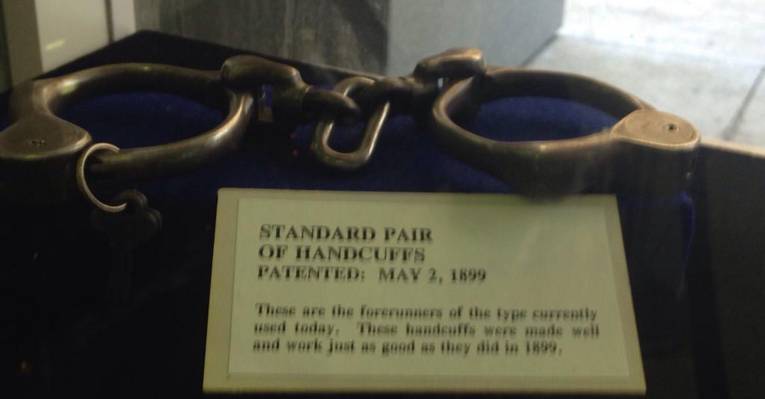 STANDARD PAIR
OF HANDCUFFS
PATENTED: MAY 2, 1899
These are the forerunners of the type currently
used today. These handcuffs were made well
and work just as good as they did in 1899.